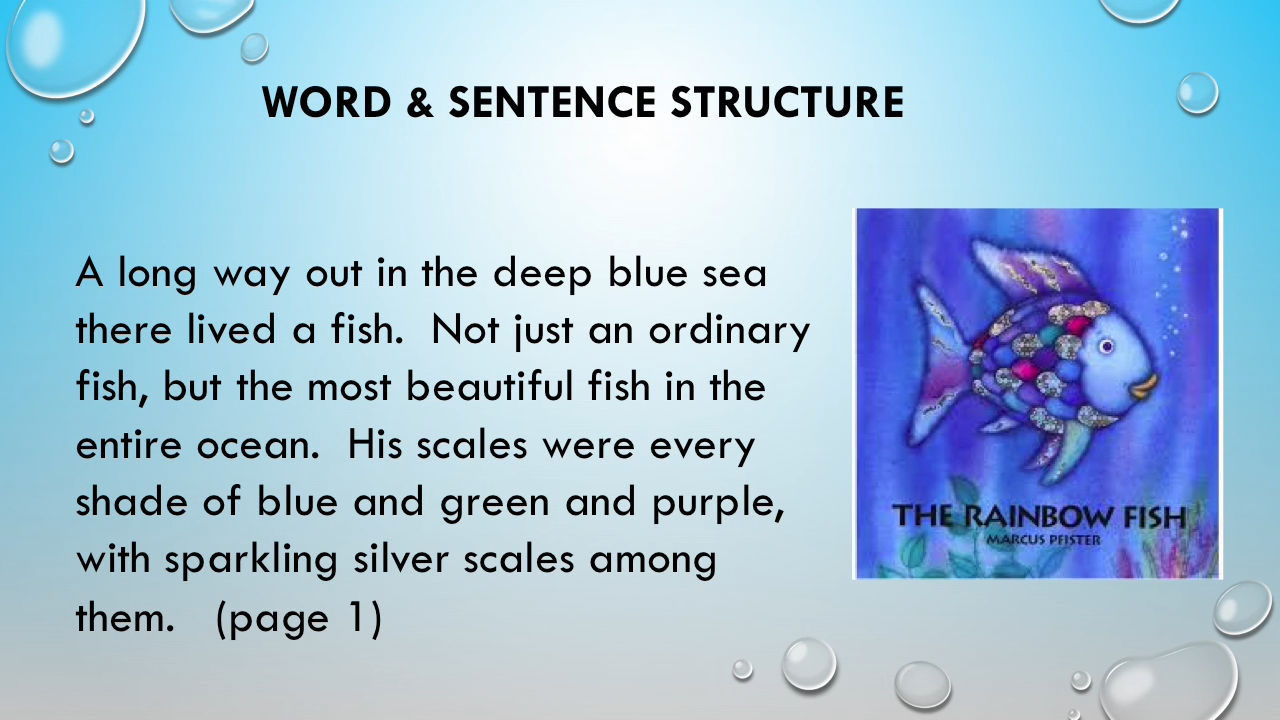 WORD & SENTENCE STRUCTURE
A long way out in the deep blue sea
there lived a fish.  Not just an ordinary
fish, but the most beautiful fish in the
entire ocean.  His scales were every
shade of blue and green and purple,
with sparkling silver scales among
them.   (page 1)
THE RAINBOW FISH
MARCUS PFISTER